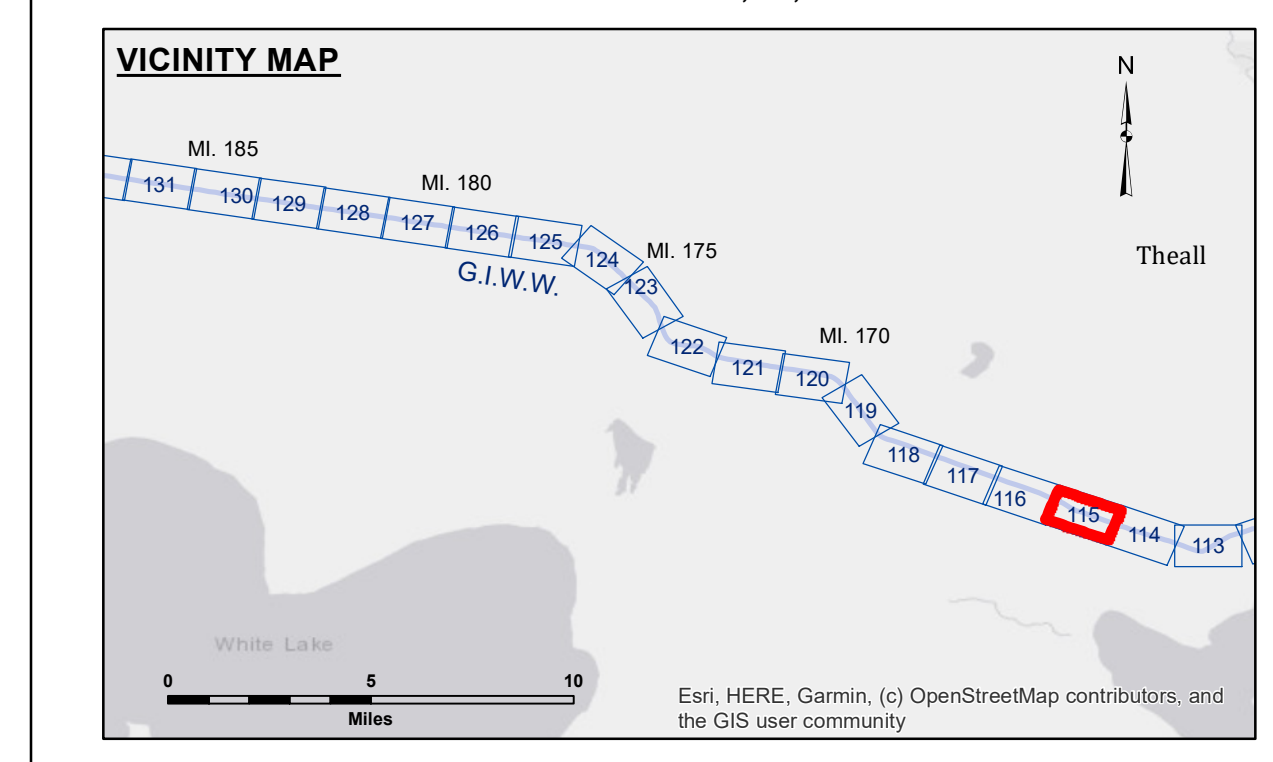 VICINITY MAP
N
MI. 185
131
130
129
128
127
126
125
MI. 180
G.I.W.W.
124
MI. 175
123
Theall
122
121
120
MI. 170
119
118
117
116
115
114
113
White Lake
0 5 10
Miles
Esri, HERE, Garmin, (c) OpenStreetMap contributors, and
the GIS user community